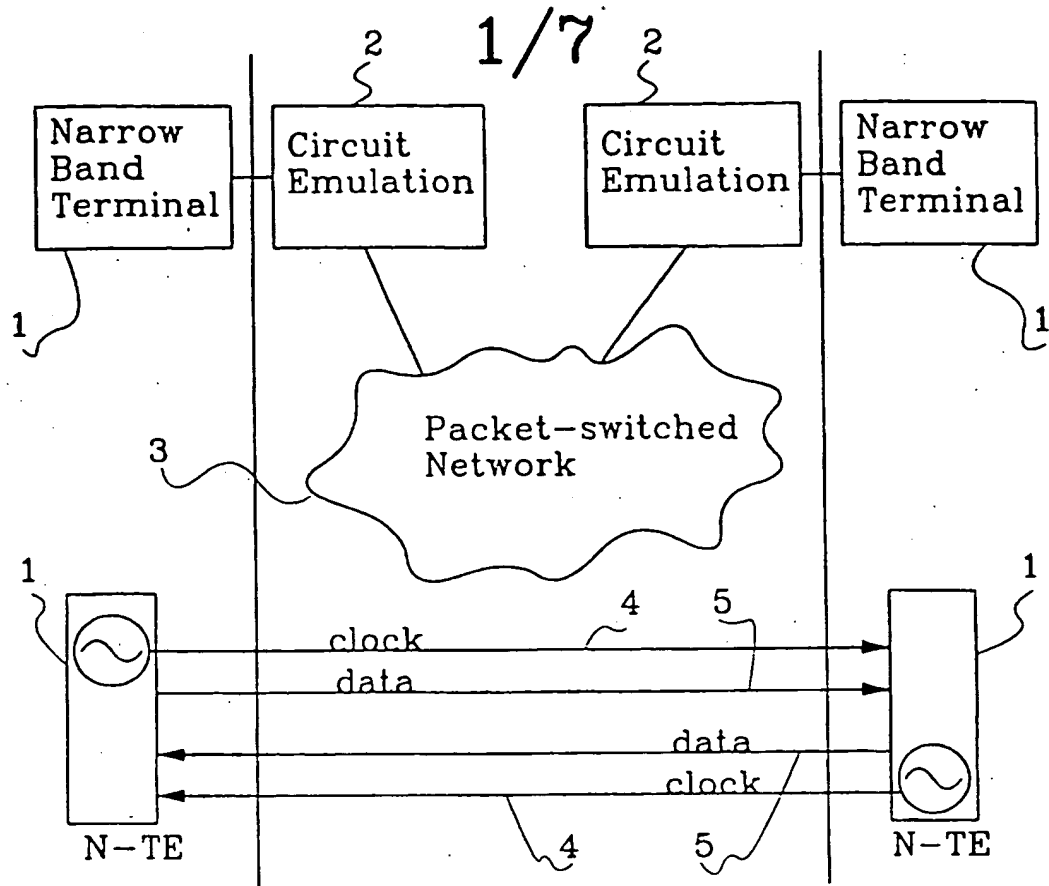 1/7
2
2
Narrow
Band
Terminal
Circuit
Emulation
Circuit
Emulation
Narrow
Band
Terminal
1
1
Packet-switched
Network
3
1
4
5
1
clock
data
data
clock
N-TE
4
5
N-TE